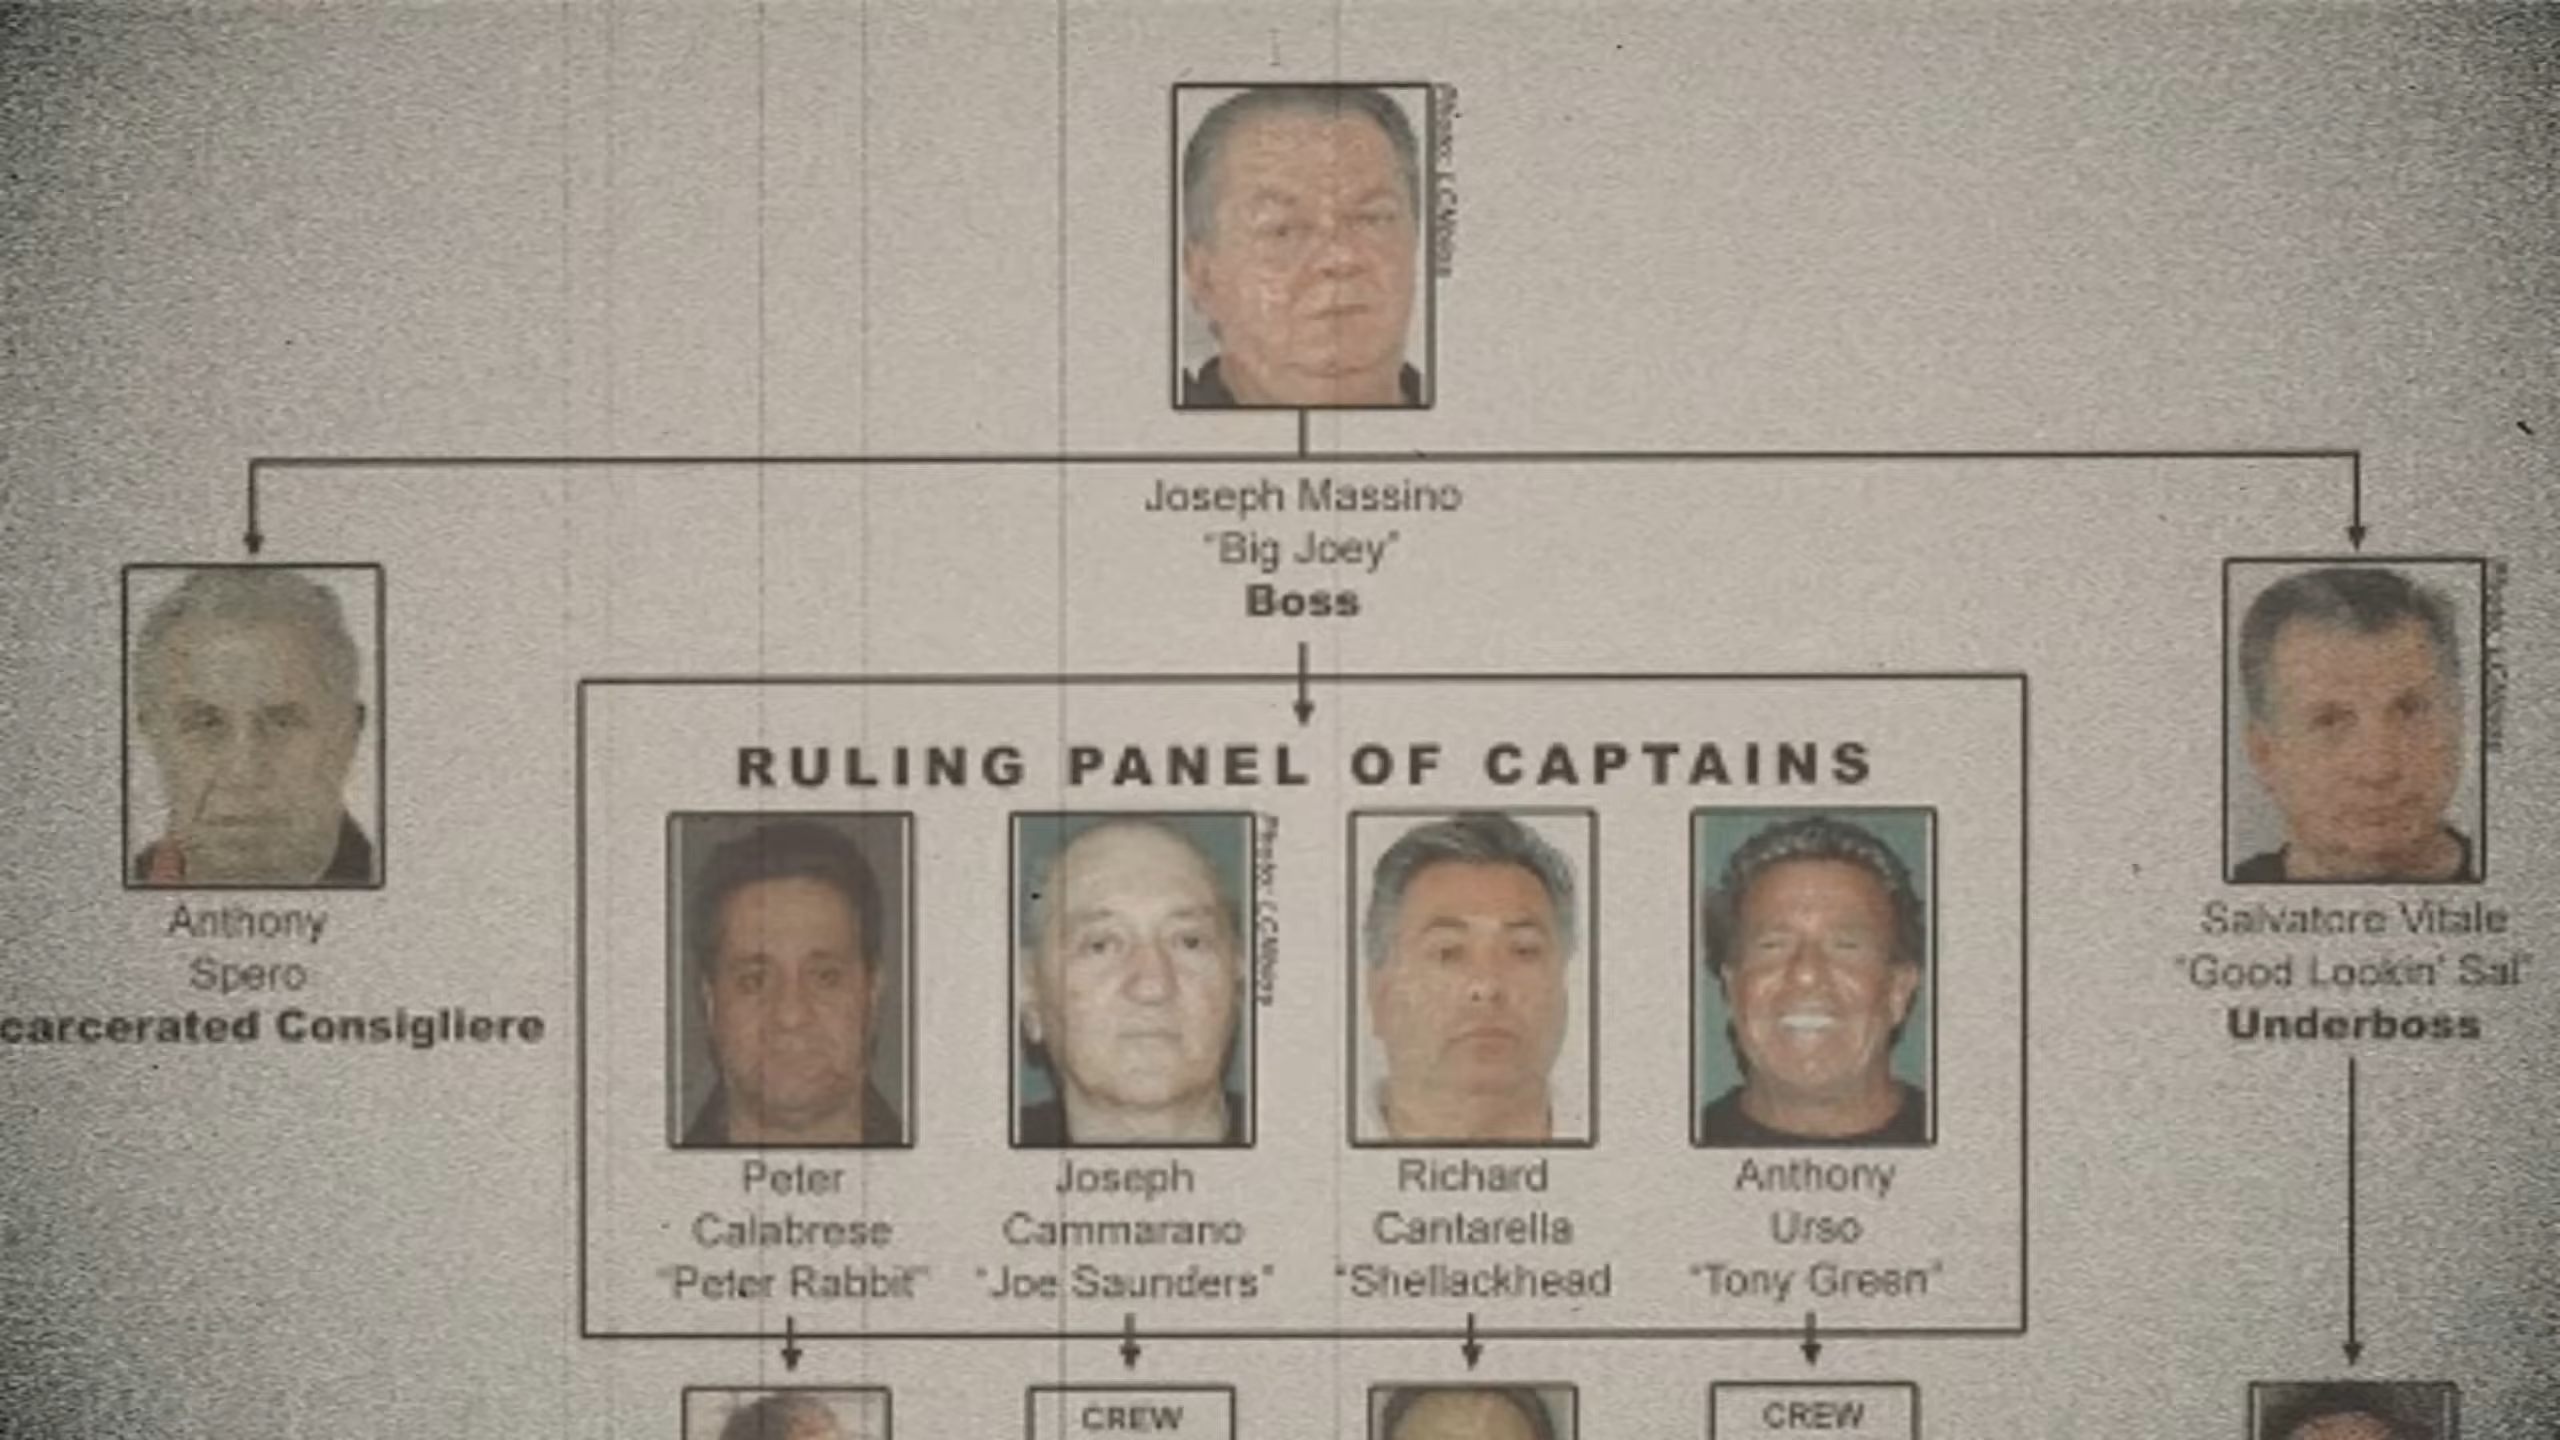 Joseph Massino
"Big Joey"
Boss
Anthony
Spero
carcerated Consigliere
Salvatore Vitale
"Good Lookin' Sal"
Underboss
RULING PANEL OF CAPTAINS
Peter
Calabrese
"Peter Rabbit"
Joseph
Cammarano
"Joe Saunders"
Richard
Cantarella
"Shellackhead
Anthony
Urso
"Tony Green"
CREW
CREW